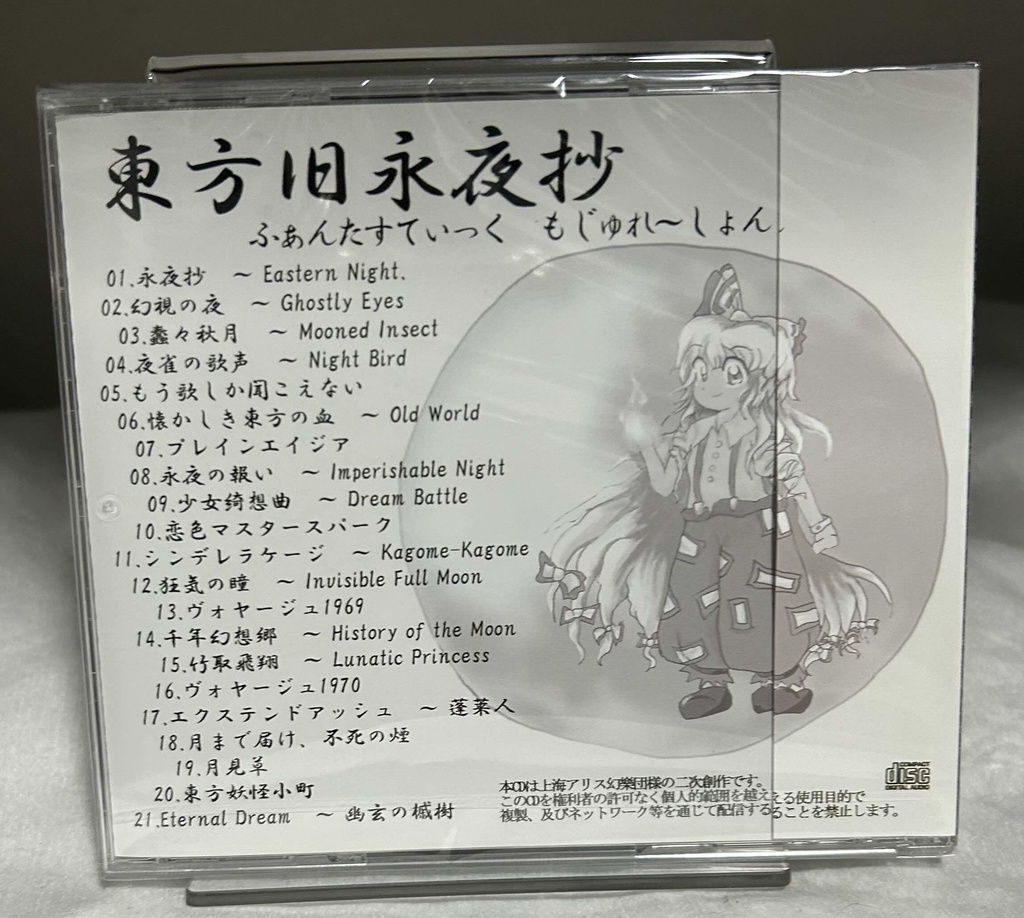 東方旧永夜抄
ふぁんたすてぃっく もじゅれ～しょん
01.永夜抄 ～ Eastern Night.
02.幻視の夜 ～ Ghostly Eyes
03.蠢々秋月 ～ Mooned Insect
04.夜雀の歌声 ～ Night Bird
05.もう歌しか聞こえない
06.懐かしき東方の血 ～ Old World
07.プレインエイジア
08.永夜の報い ～ Imperishable Night
09.少女綺想曲 ～ Dream Battle
10.恋色マスタースパーク
11.シンデレラケージ ～ Kagome-Kagome
12.狂気の瞳 ～ Invisible Full Moon
13.ヴォヤージュ1969
14.千年幻想郷 ～ History of the Moon
15.竹取飛翔 ～ Lunatic Princess
16.ヴォヤージュ1970
17.エクステンドアッシュ ～ 蓬莱人
18.月まで届け、不死の煙
19.月見草
20.東方妖怪小町
21.Eternal Dream ～ 幽玄の槭樹
本CDは上海アリス幻樂団様の二次創作です。
このCDを権利者の許可なく個人的範囲を越える使用目的で
複製、及びネットワーク等を通じて配信することを禁止します。
COMPACT
disc
DIGITAL AUDIO